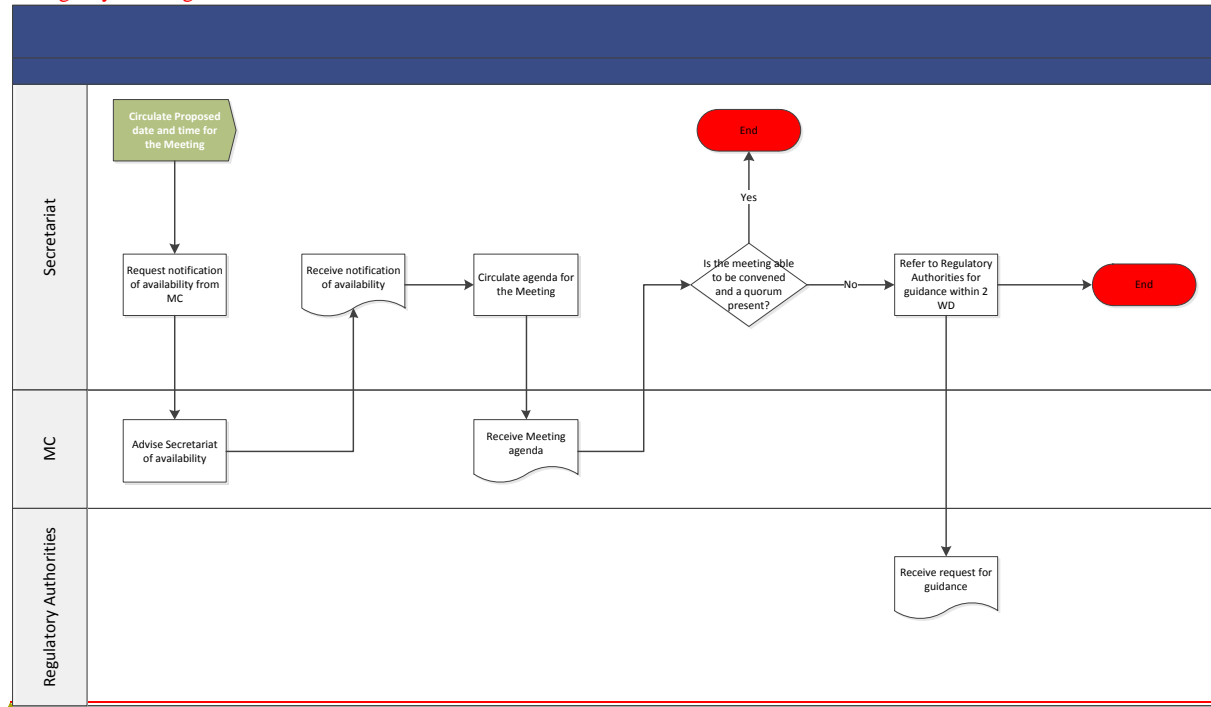 Circulate Proposed
date and time for
the Meeting
End
Yes
Secretariat
Request notification
of availability from
MC
Receive notification
of availability
Circulate agenda for
the Meeting
Is the meeting able
to be convened
and a quorum
present?
No
Refer to Regulatory
Authorities for
guidance within 2
WD
End
MC
Advise Secretariat
of availability
Receive Meeting
agenda
Regulatory Authorities
Receive request for
guidance